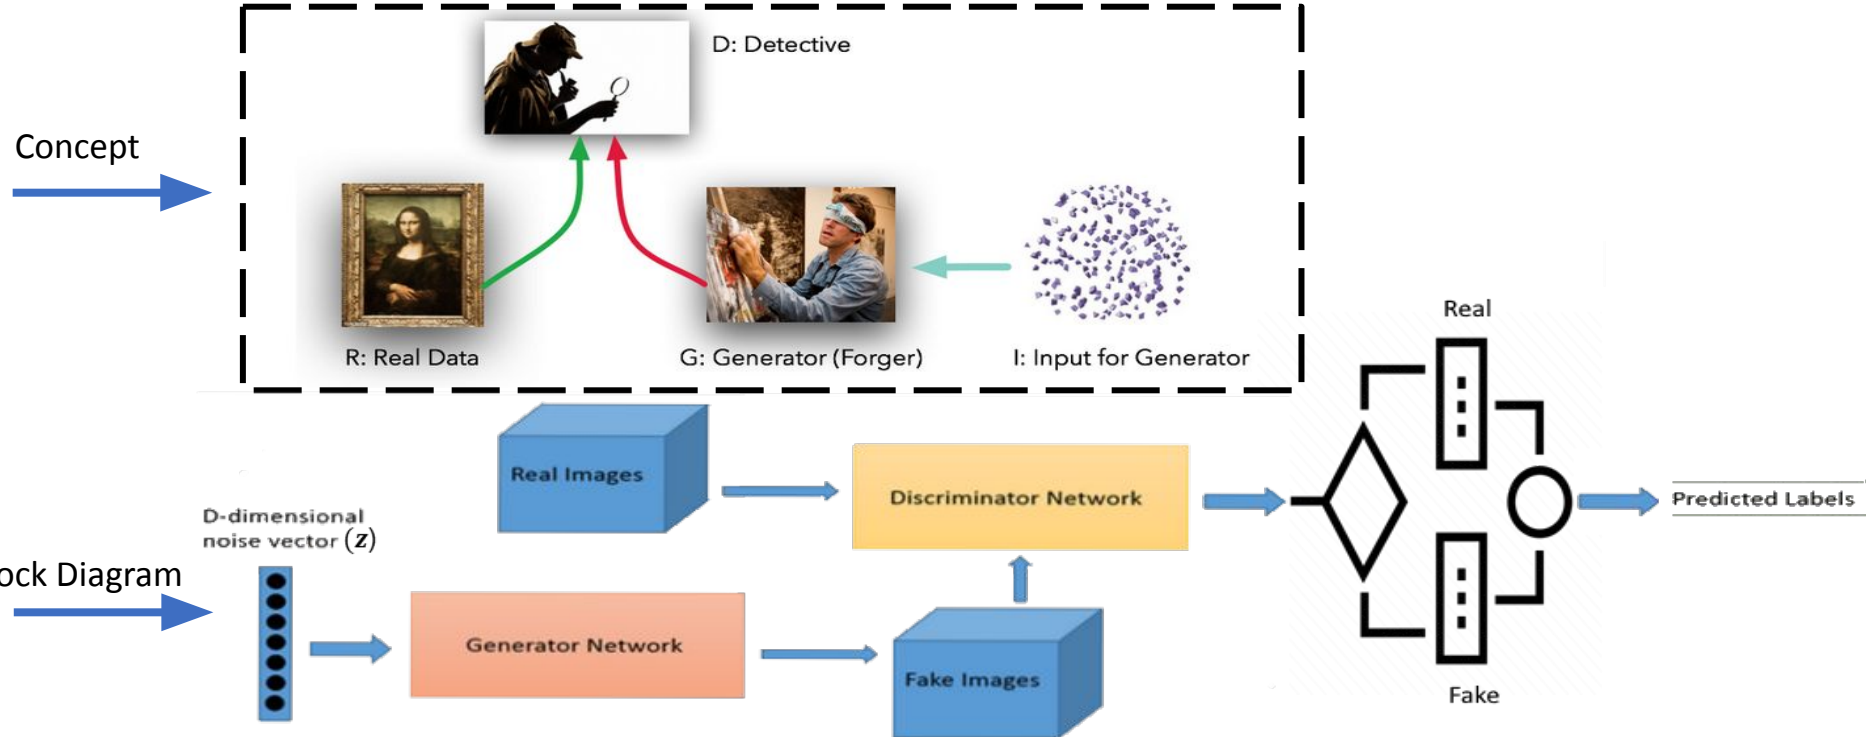 D: Detective
Concept
R: Real Data
G: Generator (Forger)
I: Input for Generator
Real
Real Images
Discriminator Network
Predicted Labels
D-dimensional
noise vector (z)
ock Diagram
Generator Network
Fake Images
Fake